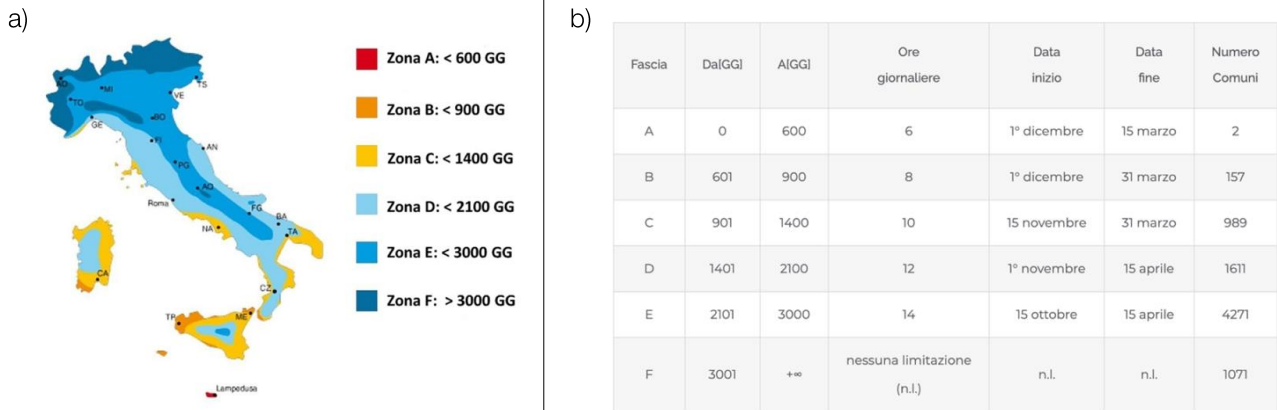 a)
Zona A: < 600 GG
Zona B: < 900 GG
Zona C: < 1400 GG
Zona D: < 2100 GG
Zona E: < 3000 GG
Zona F: > 3000 GG
AO
MI
TS
TO
VE
GE
BO
FI
AN
PG
AQ
Roma
FG
BA
NA
TA
CA
CZ
TP
ME
Lampedusa
b)
Fascia Da[GG] A[GG] Ore giornaliere Data inizio Data fine Numero Comuni
A 0 600 6 1° dicembre 15 marzo 2
B 601 900 8 1° dicembre 31 marzo 157
C 901 1400 10 15 novembre 31 marzo 989
D 1401 2100 12 1° novembre 15 aprile 1611
E 2101 3000 14 15 ottobre 15 aprile 4271
F 3001 +∞ nessuna limitazione (n.l.) n.l. n.l. 1071